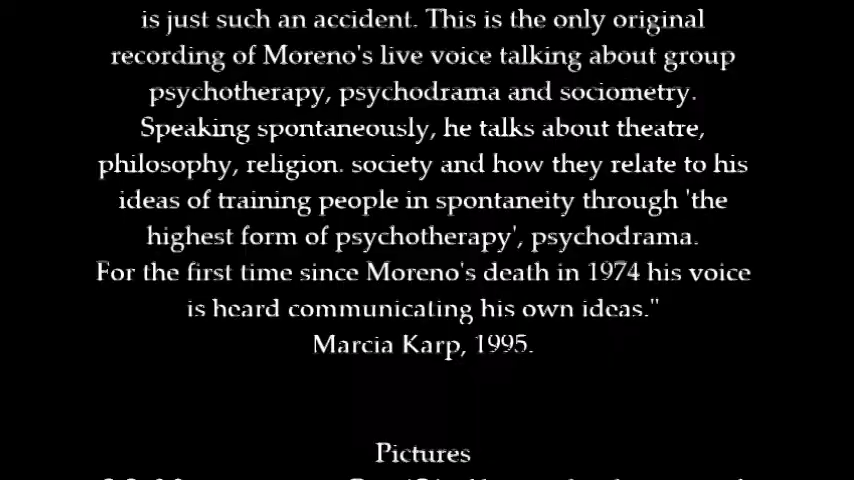 is just such an accident. This is the only original
recording of Moreno's live voice talking about group
psychotherapy, psychodrama and sociometry.
Speaking spontaneously, he talks about theatre,
philosophy, religion. society and how they relate to his
ideas of training people in spontaneity through 'the
highest form of psychotherapy', psychodrama.
For the first time since Moreno's death in 1974 his voice
is heard communicating his own ideas."
Marcia Karp, 1995.
Pictures